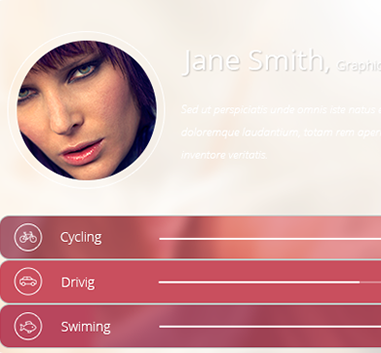 Jane Smith, Graphi
Sed ut perspiciatis unde omnis iste natus
doloremque laudantium, totam rem aper
inventore veritatis.
Cycling
Drivig
Swiming